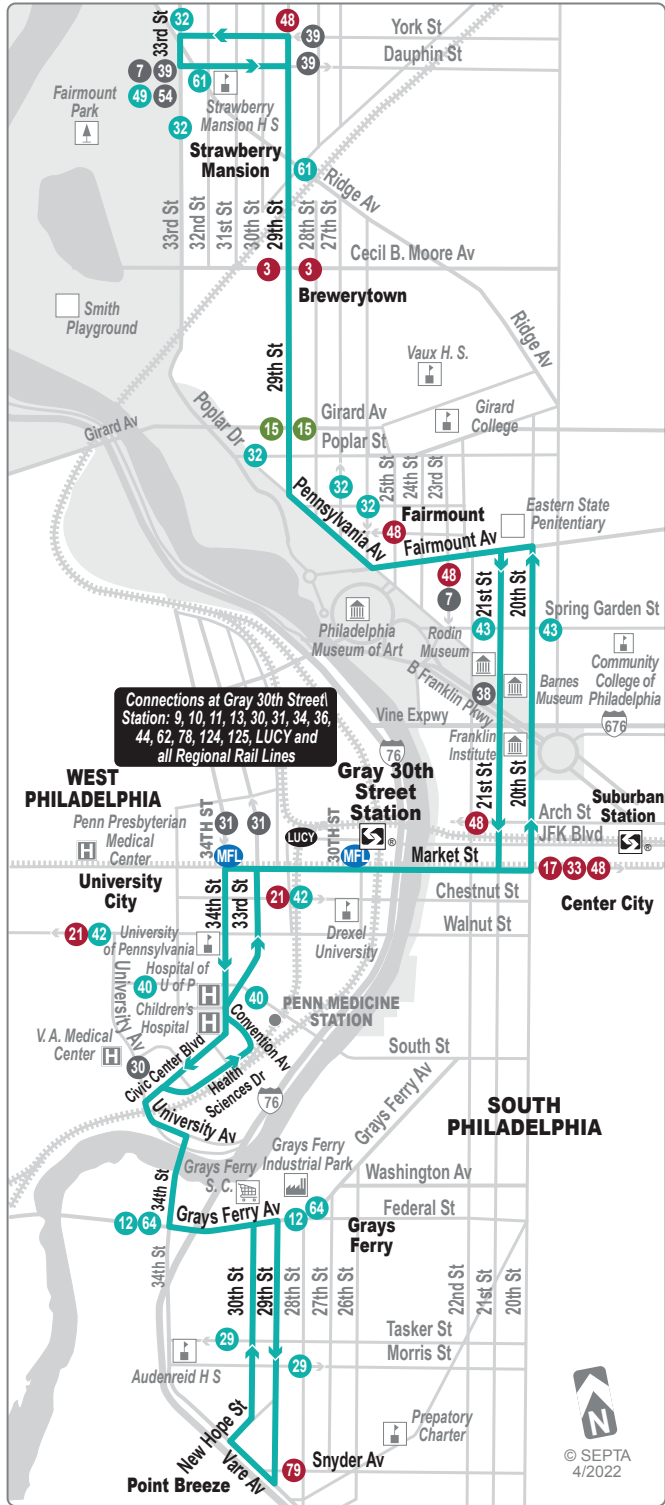 32
48
39
York St
Dauphin St
33rd St
39
7
39
49
54
61
Fairmount
Park
Strawberry
Mansion H S
32
Strawberry
Mansion
61
Ridge Av
33rd St
32nd St
31st St
30th St
29th St
28th St
27th St
Cecil B. Moore Av
3
3
Brewerytown
Smith
Playground
Ridge Av
29th St
Vaux H. S.
Poplar Dr
Girard Av
Girard Av
15
15
Girard
College
Poplar St
32
32
32
25th St
24th St
23rd St
Pennsylvania Av
48
Fairmount
Fairmount Av
Eastern State
Penitentiary
48
7
21st St
20th St
Spring Garden St
43
43
Philadelphia
Museum of Art
Rodin
Museum
B Franklin Pkwy
38
Barnes
Museum
Community
College of
Philadelphia
676
Connections at Gray 30th Street\
Station: 9, 10, 11, 13, 30, 31, 34, 36,
44, 62, 78, 124, 125, LUCY and
all Regional Rail Lines
Vine Expwy
76
Franklin
Institute
WEST
PHILADELPHIA
Gray 30th
Street
Station
®
21st St
20th St
Arch St
JFK Blvd
Suburban
Station
®
48
Penn Presbyterian
Medical
Center
34TH ST
31
31
LUCY
30TH ST
MFL
MFL
Market St
17
33
48
Center City
University
City
34th St
33rd St
21
42
Chestnut St
Walnut St
Drexel
University
21
42
University
of Pennsylvania
Hospital of
U of P
40
Children's
Hospital
University Av
40
PENN MEDICINE
STATION
V. A. Medical
Center
30
Civic Center Blvd
Convention Av
Health
Sciences Dr
76
South St
University Av
Grays Ferry Av
SOUTH
PHILADELPHIA
Grays Ferry
Industrial Park
Grays Ferry
S. C.
Washington Av
34th St
12
64
Grays Ferry Av
12
64
Federal St
Grays
Ferry
34th St
30th St
29th St
28th St
27th St
26th St
22nd St
21st St
20th St
29
Tasker St
Morris St
29
Audenreid H S
New Hope St
Vare Av
Point Breeze
79
Snyder Av
Prepatory
Charter
N
© SEPTA
4/2022